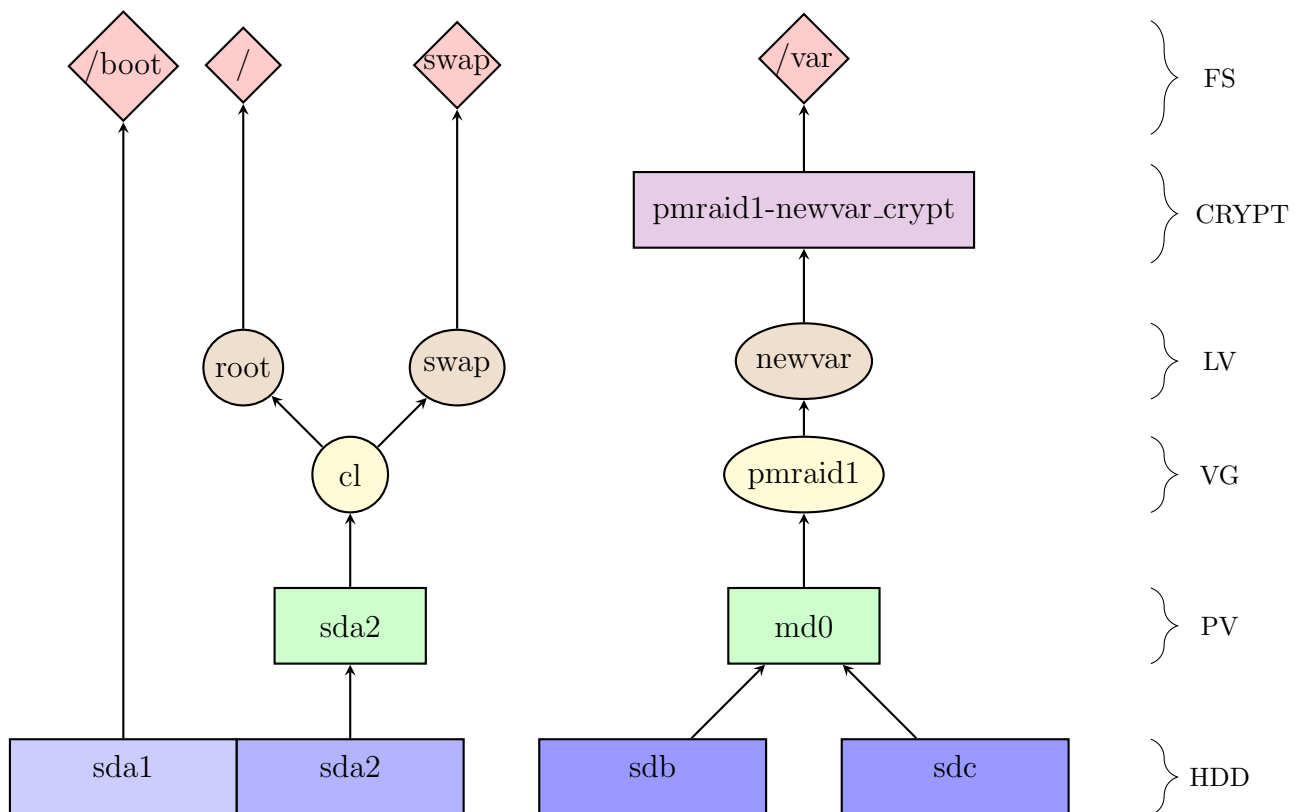 /boot
/
swap
/var
FS
pmraid1-newvar_crypt
CRYPT
root
swap
newvar
LV
cl
pmraid1
VG
sda2
md0
PV
sda1
sda2
sdb
sdc
HDD